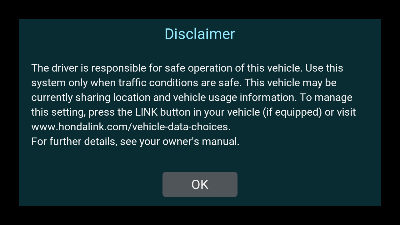 Disclaimer
The driver is responsible for safe operation of this vehicle. Use this
system only when traffic conditions are safe. This vehicle may be
currently sharing location and vehicle usage information. To manage
this setting, press the LINK button in your vehicle (if equipped) or visit
www.hondalink.com/vehicle-data-choices.
For further details, see your owner's manual.
OK